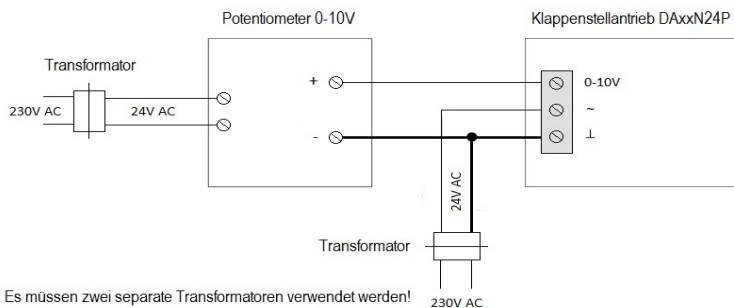 Potentiometer 0-10V
Klappenstellantrieb DAxxN24P
Transformator
230V AC
24V AC
+
-
0-10V
~
⊥
24V AC
Transformator
230V AC
Es müssen zwei separate Transformatoren verwendet werden!